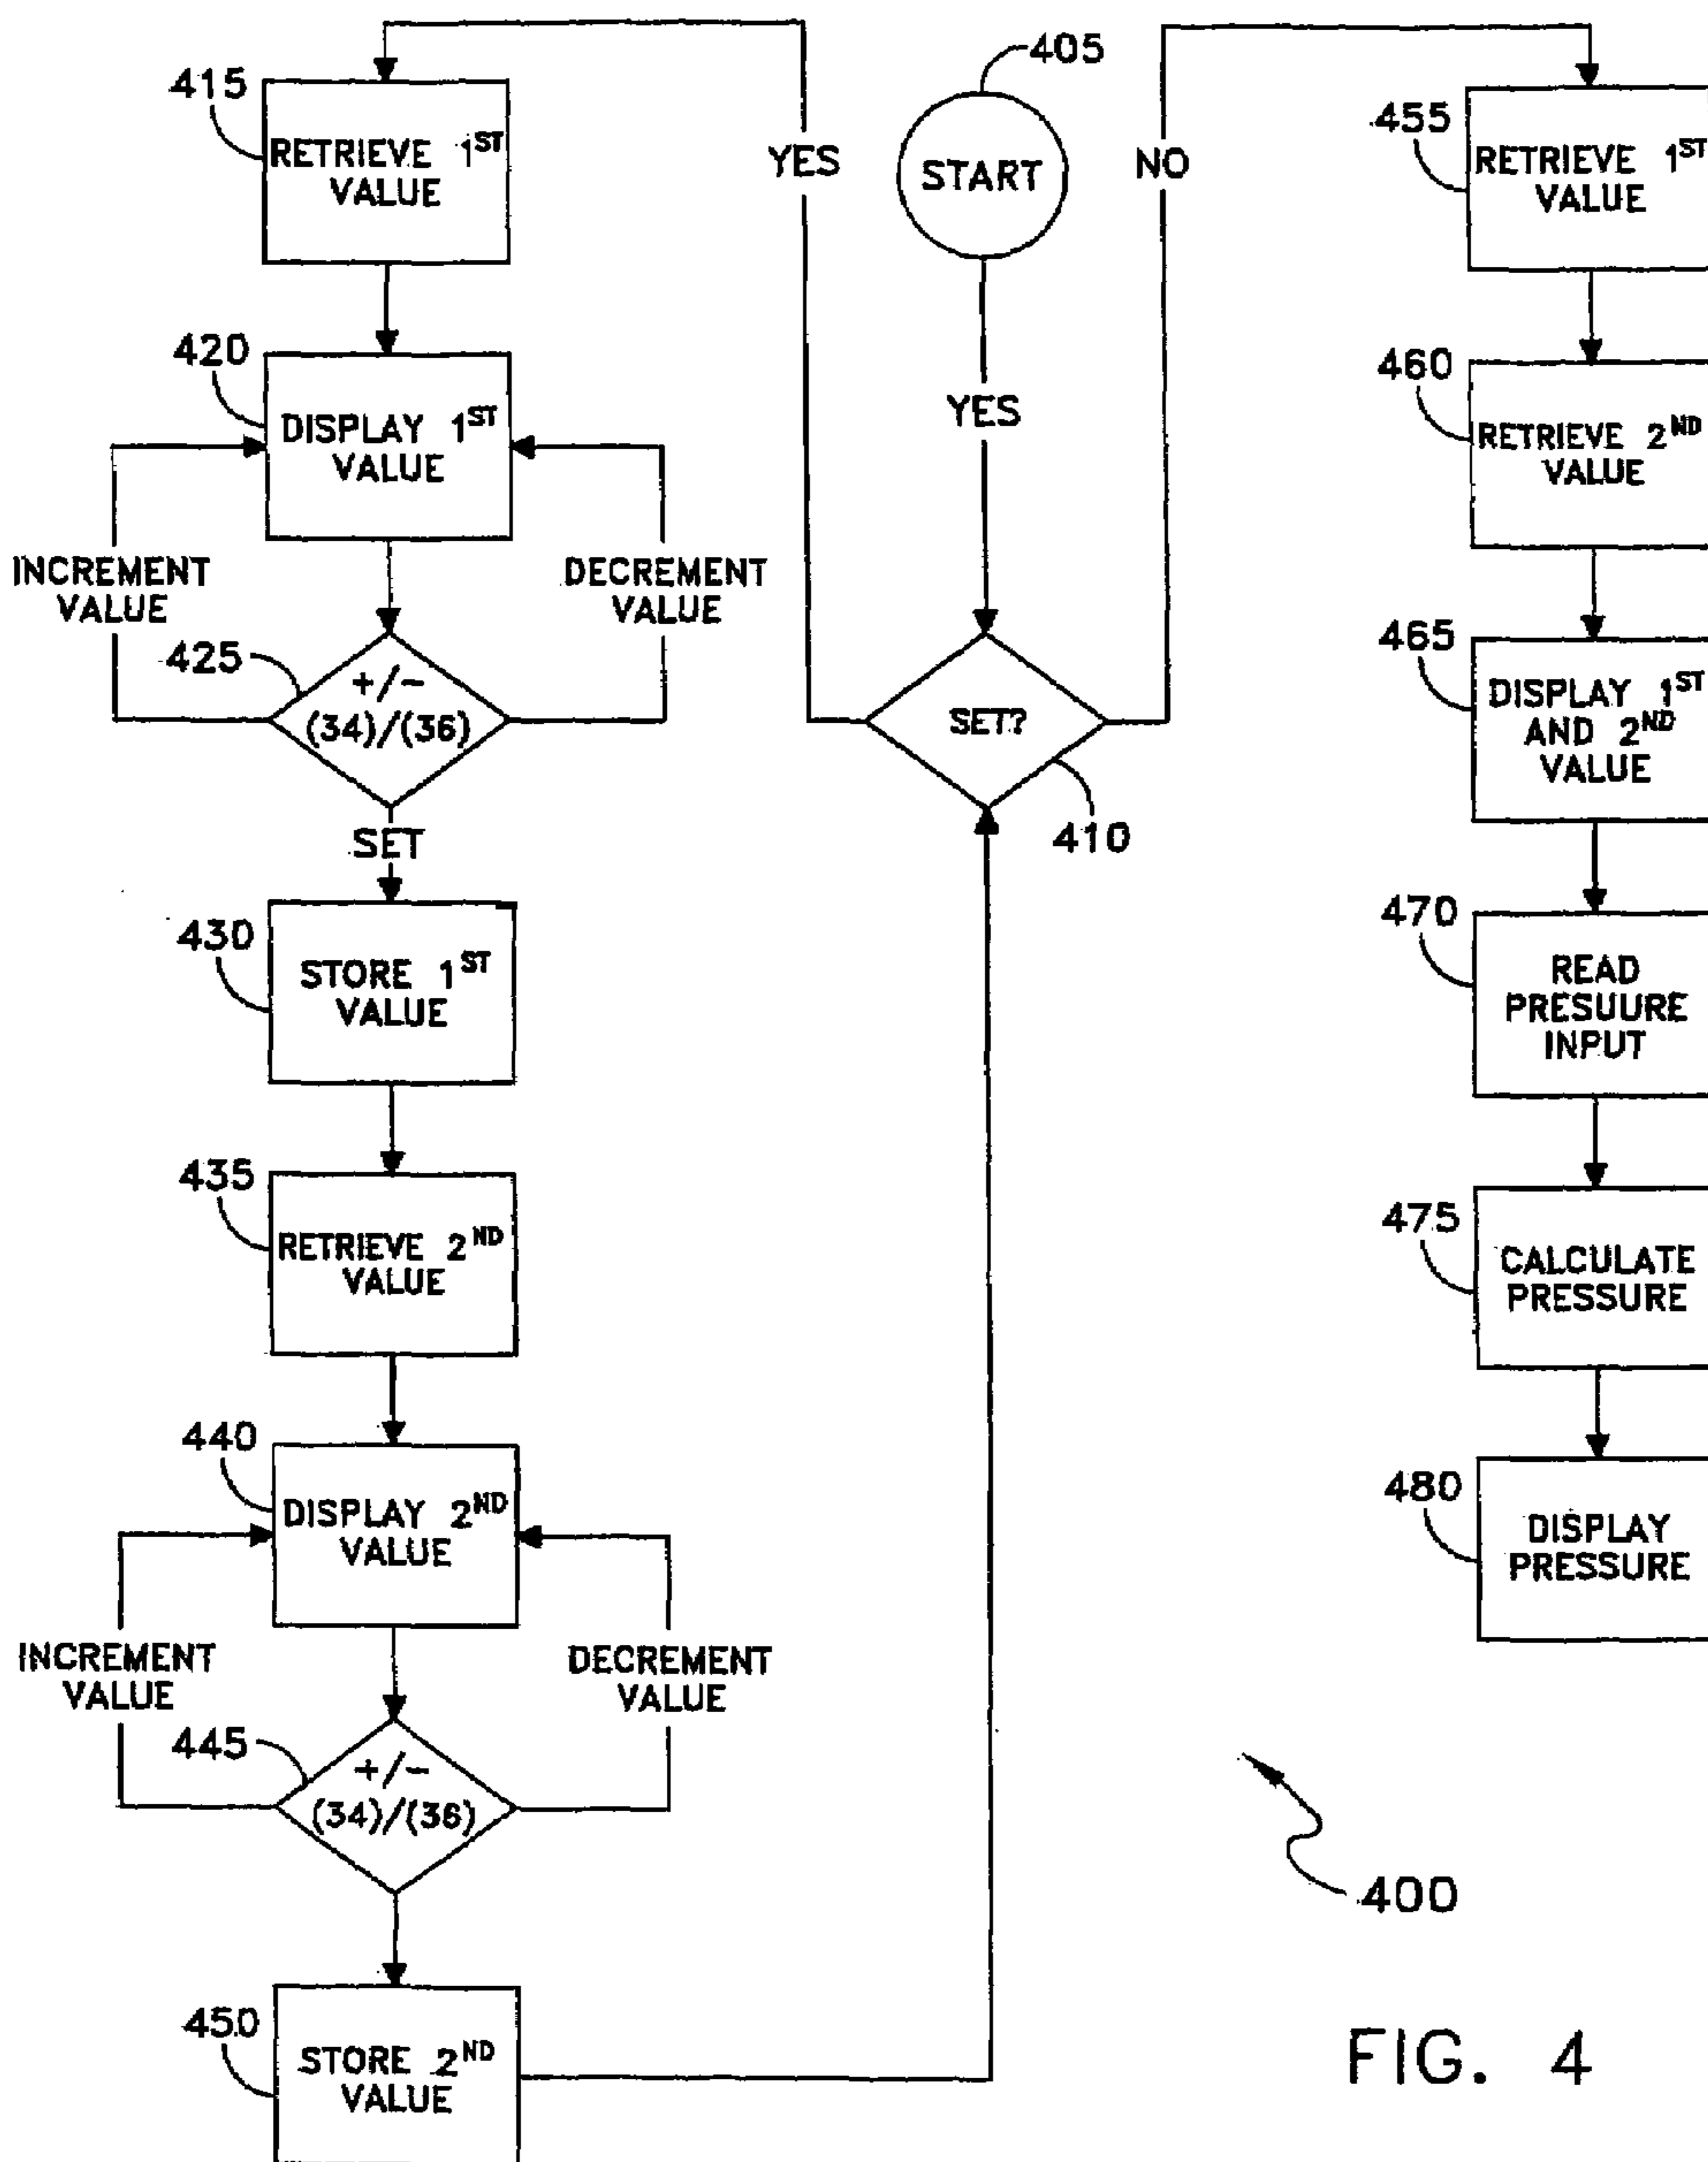 405
START
YES
SET?
410
YES
415
RETRIEVE 1ST
VALUE
420
DISPLAY 1ST
VALUE
INCREMENT
VALUE
DECREMENT
VALUE
425
+/-
(34)/(36)
SET
430
STORE 1ST
VALUE
435
RETRIEVE 2ND
VALUE
440
DISPLAY 2ND
VALUE
INCREMENT
VALUE
DECREMENT
VALUE
445
+/-
(34)/(36)
450
STORE 2ND
VALUE
NO
455
RETRIEVE 1ST
VALUE
460
RETRIEVE 2ND
VALUE
465
DISPLAY 1ST
AND 2ND
VALUE
470
READ
PRESUURE
INPUT
475
CALCULATE
PRESSURE
480
DISPLAY
PRESSURE
400
FIG. 4